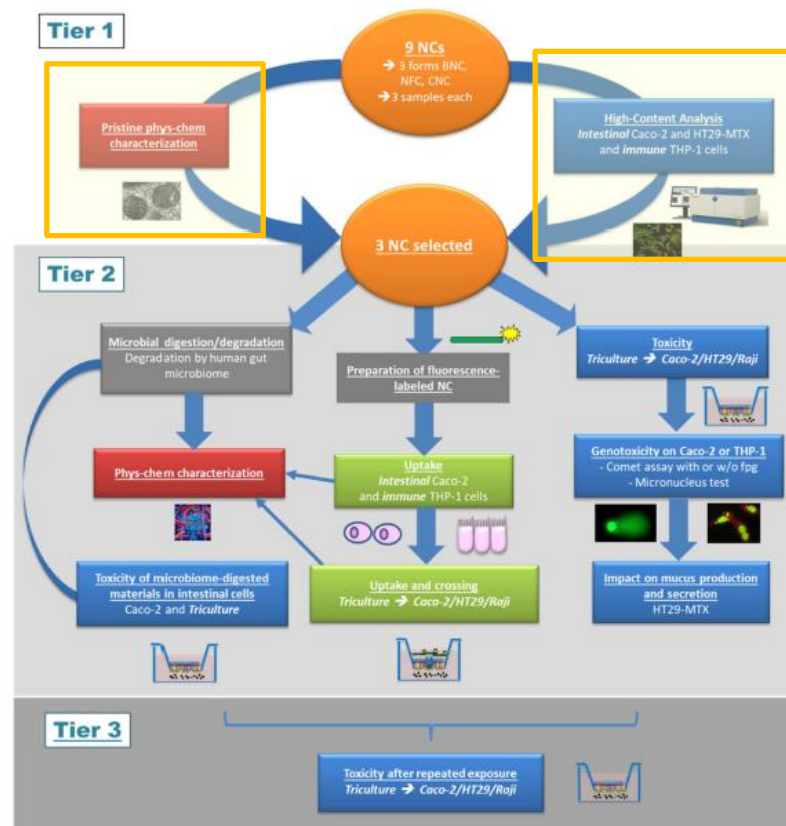 Tier 1
9 NCs
➔ 3 forms BNC,
NFC, CNC
➔ 3 samples each
Pristine phys-chem
characterization
High-Content Analysis
Intestinal Caco-2 and HT29-MTX
and immune THP-1 cells
3 NC selected
Tier 2
Microbial digestion/degradation
Degradation by human gut
microbiome
Preparation of fluorescence-
labeled NC
Toxicity
Triculture ➔ Caco-2/HT29/Raji
Phys-chem characterization
Uptake
Intestinal Caco-2
and immune THP-1 cells
Genotoxicity on Caco-2 or THP-1
- Comet assay with or w/o fpg
- Micronucleus test
Toxicity of microbiome-digested
materials in intestinal cells
Caco-2 and Triculture
Uptake and crossing
Triculture ➔ Caco-2/HT29/Raji
Impact on mucus production
and secretion
HT29-MTX
Tier 3
Toxicity after repeated exposure
Triculture ➔ Caco-2/HT29/Raji